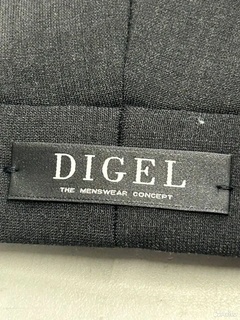 DIGEL
THE MENSWEAR CONCEPT